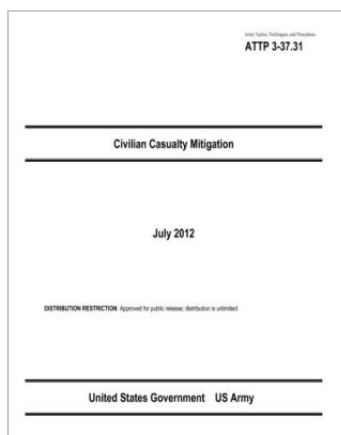 Army Tactics, Techniques, and Procedures
ATTP 3-37.31
Civilian Casualty Mitigation
July 2012
DISTRIBUTION RESTRICTION: Approved for public release; distribution is unlimited.
United States Government US Army